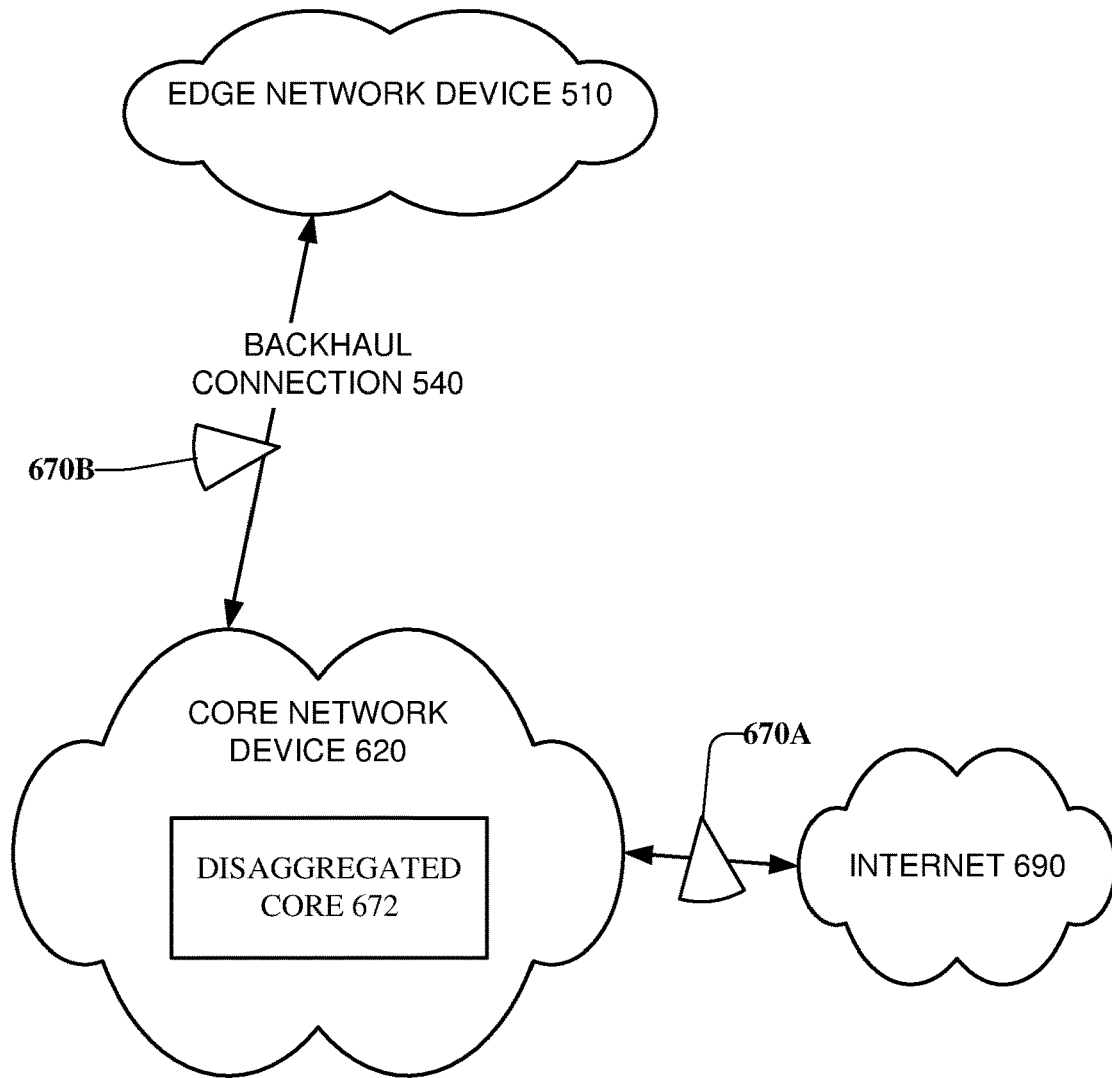 EDGE NETWORK DEVICE 510
BACKHAUL
CONNECTION 540
670B
CORE NETWORK
DEVICE 620
670A
DISAGGREGATED
CORE 672
INTERNET 690